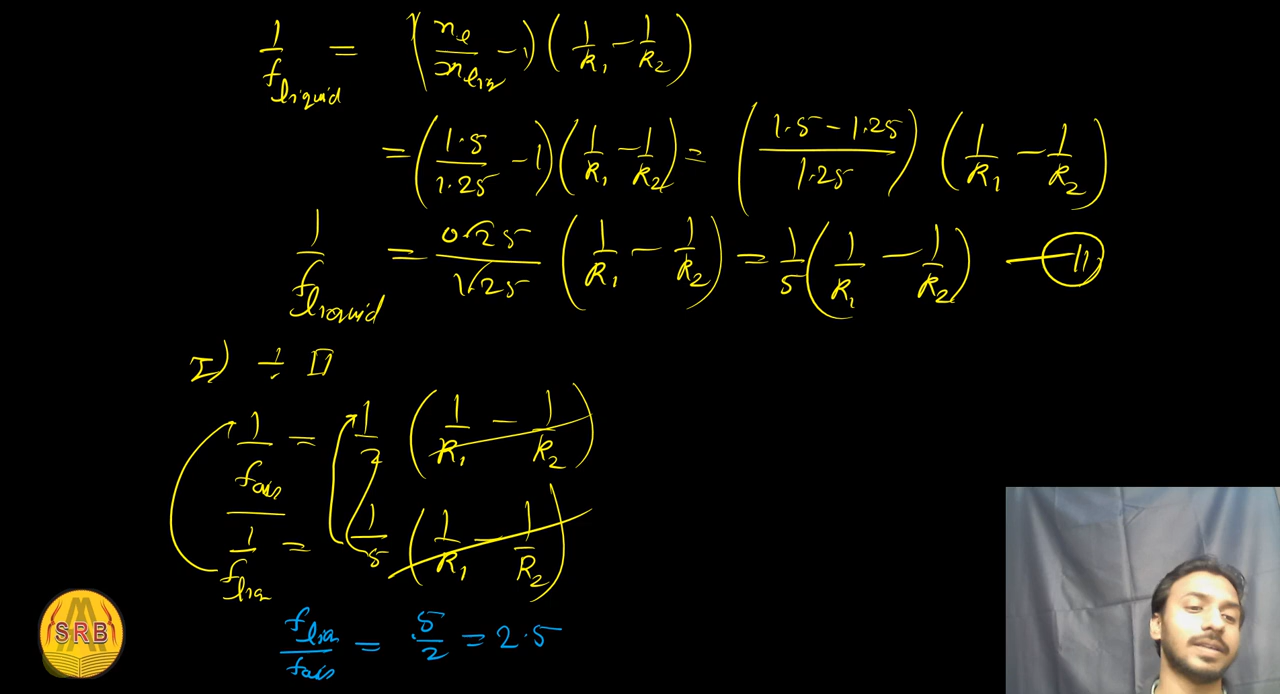 1/f_liquid = (n_l/n_liq - 1)(1/R₁ - 1/R₂)
= (1.5/1.25 - 1)(1/R₁ - 1/R₂) = ((1.5 - 1.25)/1.25)(1/R₁ - 1/R₂)
1/f_liquid = 0.25/1.25 (1/R₁ - 1/R₂) = 1/5 (1/R₁ - 1/R₂) — II.
I) ÷ II
1/f_air = 1/2 (1/R₁ - 1/R₂)
1/f_liq = 1/5 (1/R₁ - 1/R₂)
f_liq/f_air = 5/2 = 2.5
SRB